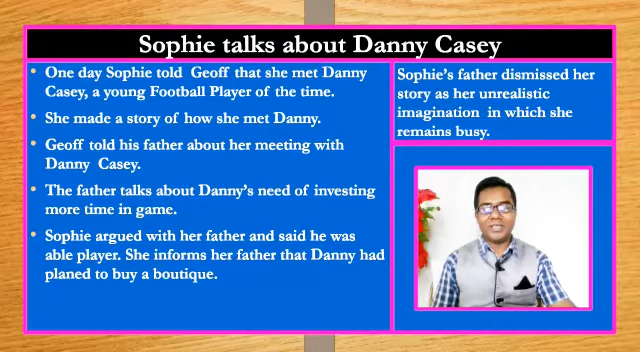 Sophie talks about Danny Casey
• One day Sophie told Geoff that she met Danny
Casey, a young Football Player of the time.
• She made a story of how she met Danny.
• Geoff told his father about her meeting with
Danny Casey.
• The father talks about Danny's need of investing
more time in game.
• Sophie argued with her father and said he was
able player. She informs her father that Danny had
planed to buy a boutique.
Sophie's father dismissed her
story as her unrealistic
imagination in which she
remains busy.